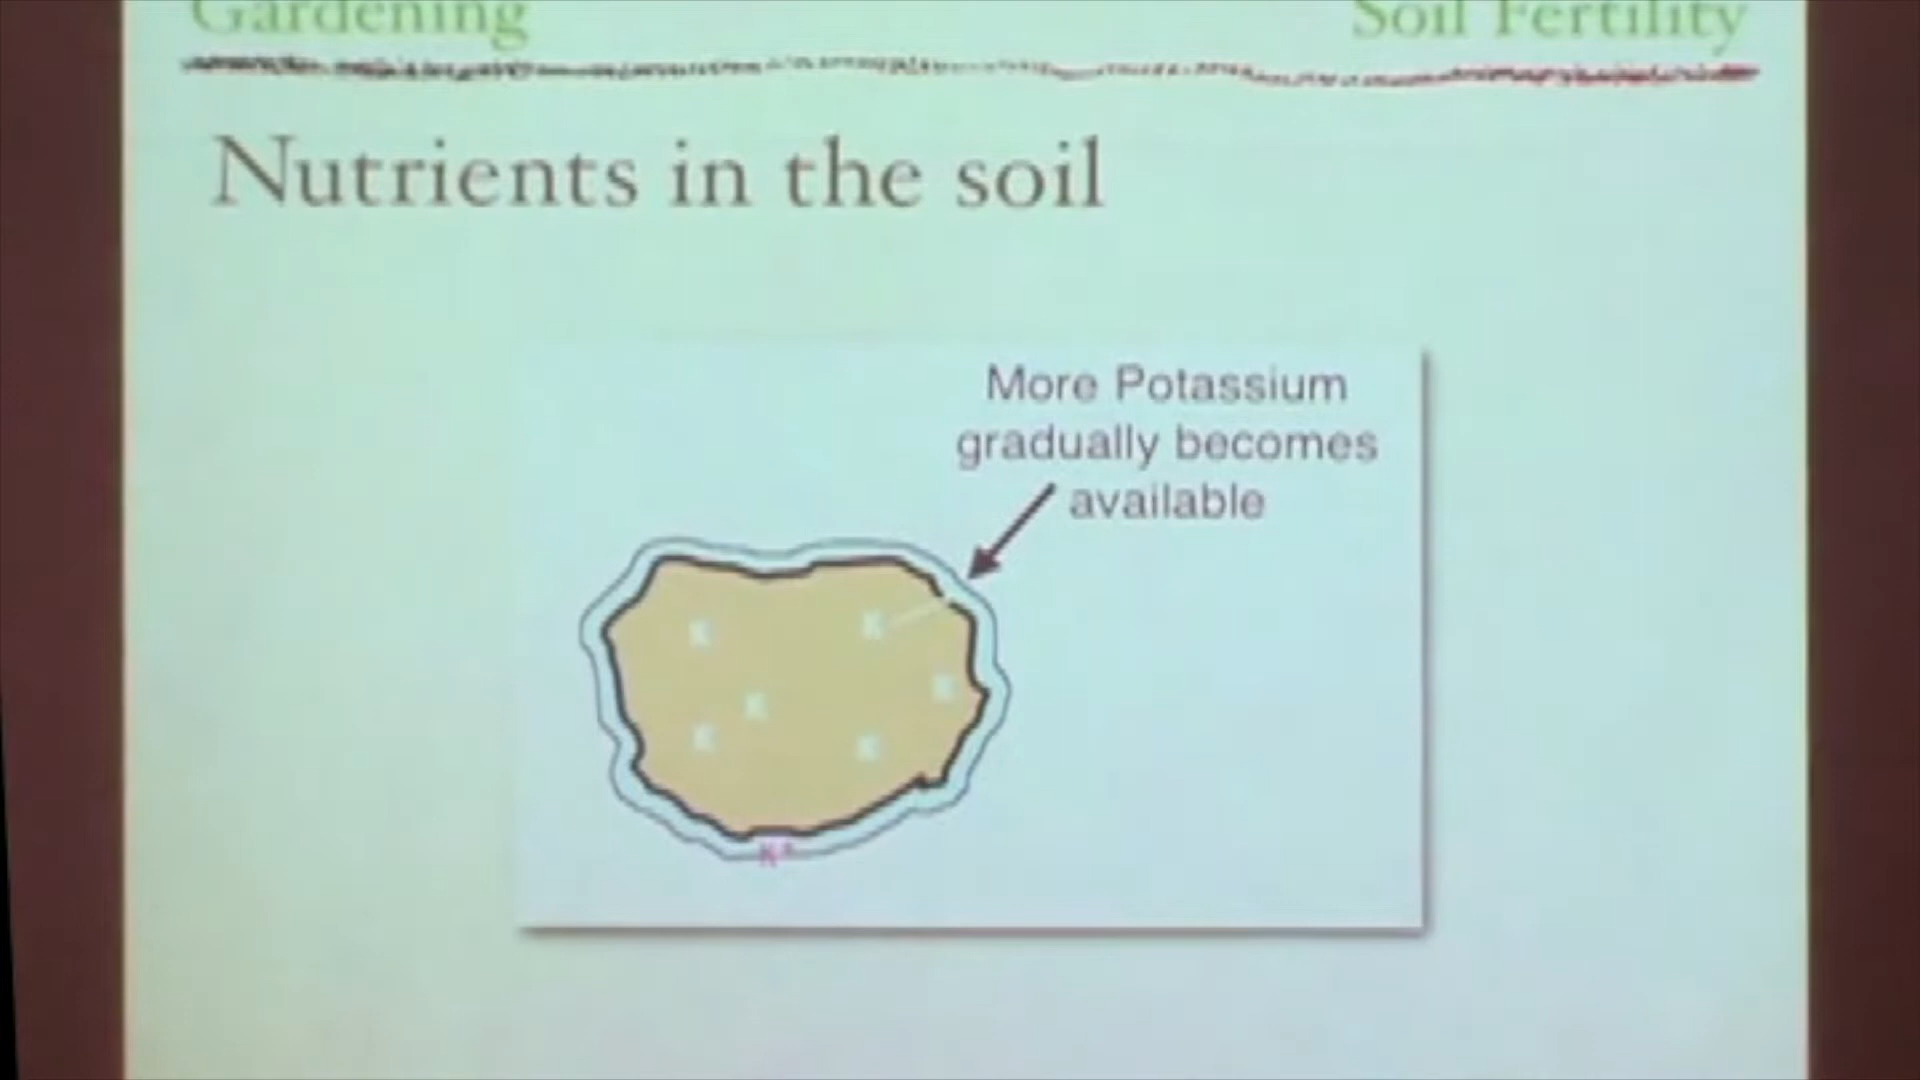 Gardening
Soil Fertility
Nutrients in the soil
More Potassium
gradually becomes
available
K
K
K
K
K
K
K+